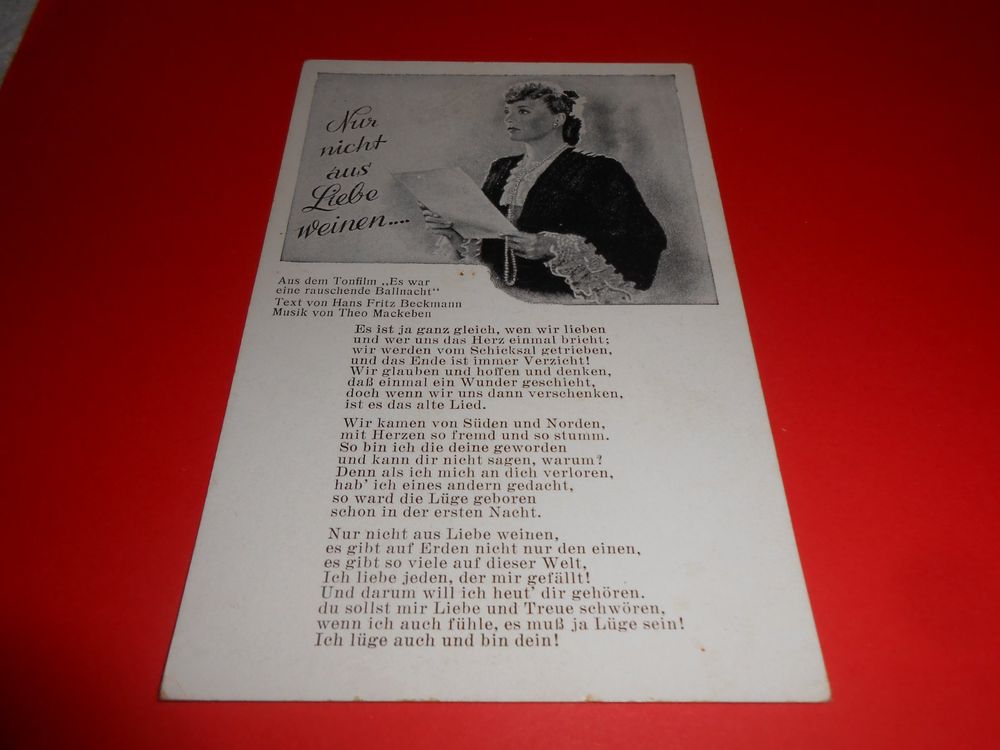 Nur
nicht
aus
Liebe
weinen....
Aus dem Tonfilm „Es war
eine rauschende Ballnacht"
Text von Hans Fritz Beckmann
Musik von Theo Mackeben
Es ist ja ganz gleich, wen wir lieben
und wer uns das Herz einmal bricht;
wir werden vom Schicksal getrieben,
und das Ende ist immer Verzicht!
Wir glauben und hoffen und denken,
daß einmal ein Wunder geschieht,
doch wenn wir uns dann verschenken,
ist es das alte Lied.
Wir kamen von Süden und Norden,
mit Herzen so fremd und so stumm.
So bin ich die deine geworden
und kann dir nicht sagen, warum?
Denn als ich mich an dich verloren,
hab' ich eines andern gedacht,
so ward die Lüge geboren
schon in der ersten Nacht.
Nur nicht aus Liebe weinen,
es gibt auf Erden nicht nur den einen,
es gibt so viele auf dieser Welt,
Ich liebe jeden, der mir gefällt!
Und darum will ich heut' dir gehören.
du sollst mir Liebe und Treue schwören,
wenn ich auch fühle, es muß ja Lüge sein!
Ich lüge auch und bin dein!